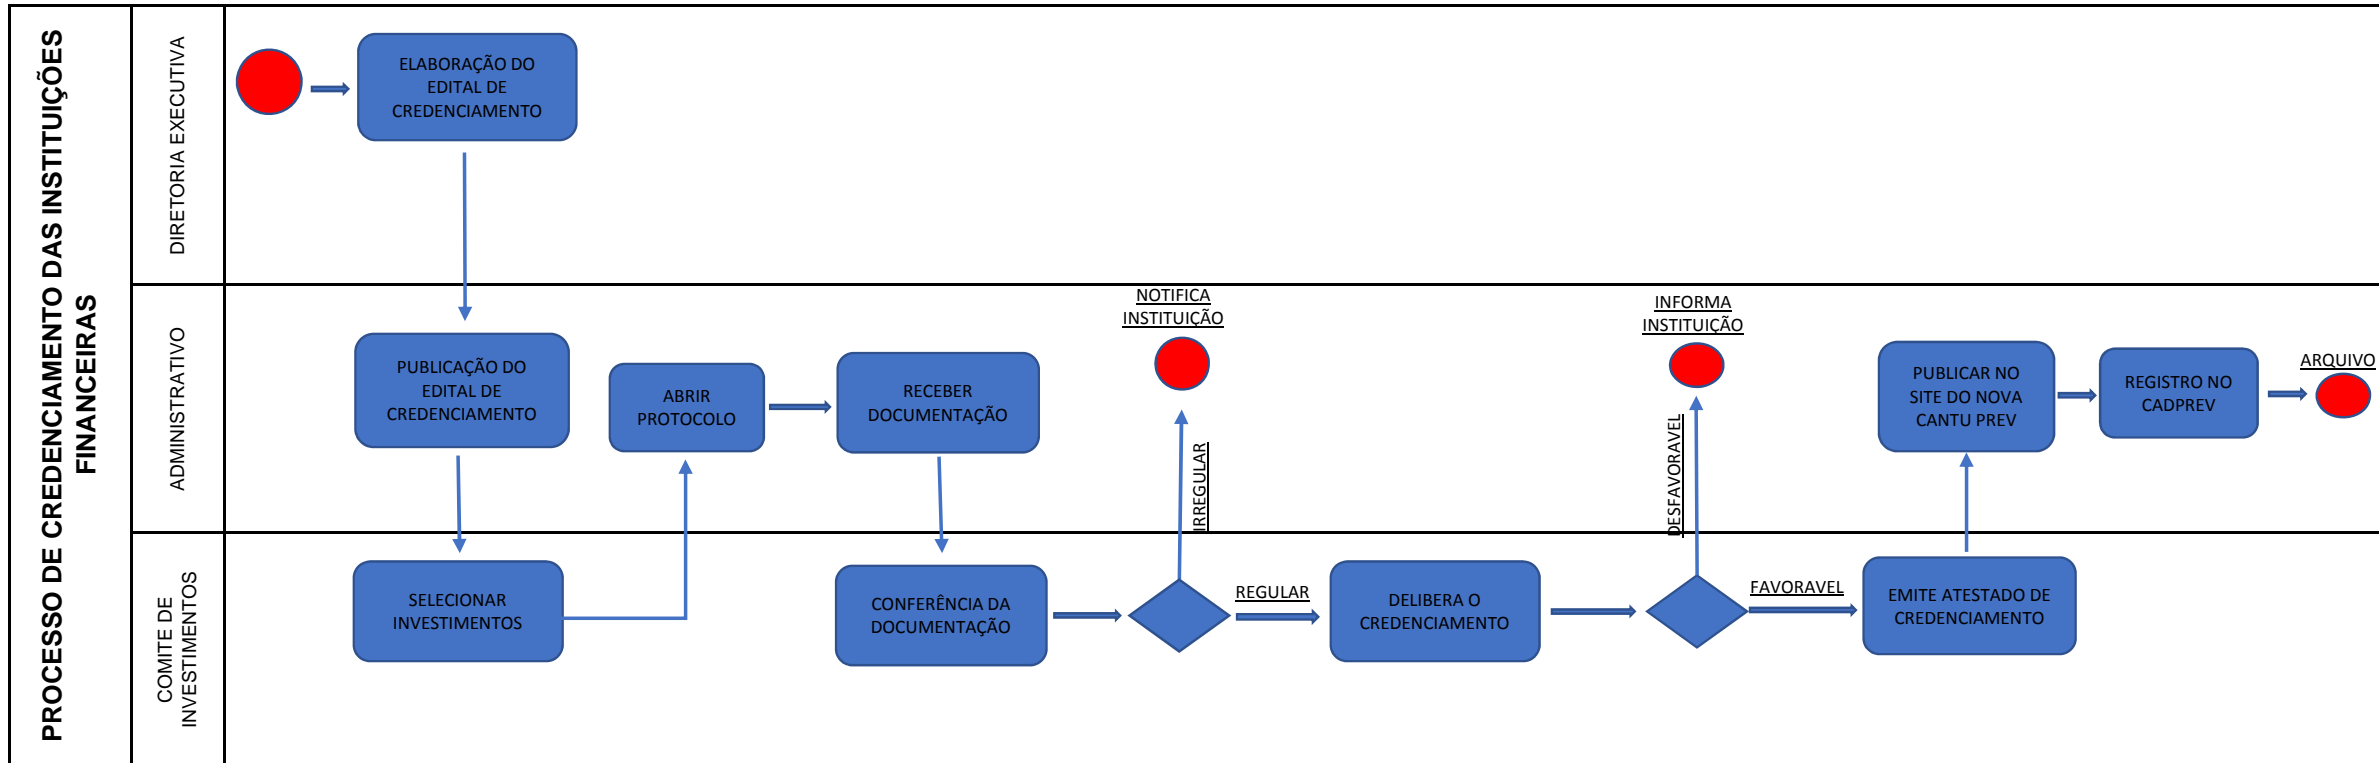 PROCESSO DE CREDENCIAMENTO DAS INSTITUIÇÕES
FINANCEIRAS
DIRETORIA EXECUTIVA
ELABORAÇÃO DO
EDITAL DE
CREDENCIAMENTO
ADMINISTRATIVO
PUBLICAÇÃO DO
EDITAL DE
CREDENCIAMENTO
ABRIR
PROTOCOLO
RECEBER
DOCUMENTAÇÃO
NOTIFICA
INSTITUIÇÃO
IRREGULAR
INFORMA
INSTITUIÇÃO
DESFAVORAVEL
PUBLICAR NO
SITE DO NOVA
CANTU PREV
REGISTRO NO
CADPREV
ARQUIVO
COMITE DE
INVESTIMENTOS
SELECIONAR
INVESTIMENTOS
CONFERÊNCIA DA
DOCUMENTAÇÃO
REGULAR
DELIBERA O
CREDENCIAMENTO
FAVORAVEL
EMITE ATESTADO DE
CREDENCIAMENTO